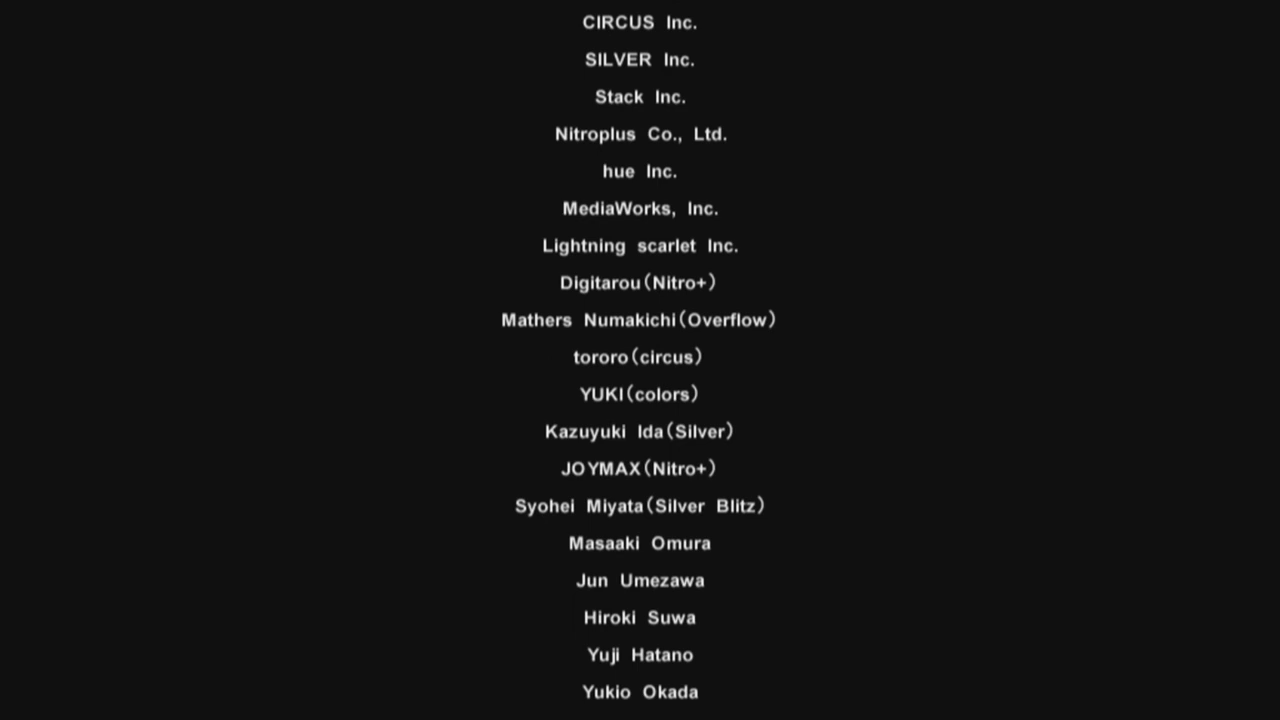 CIRCUS Inc.
SILVER Inc.
Stack Inc.
Nitroplus Co., Ltd.
hue Inc.
MediaWorks, Inc.
Lightning scarlet Inc.
Digitarou(Nitro+)
Mathers Numakichi(Overflow)
tororo(circus)
YUKI(colors)
Kazuyuki Ida(Silver)
JOYMAX(Nitro+)
Syohei Miyata(Silver Blitz)
Masaaki Omura
Jun Umezawa
Hiroki Suwa
Yuji Hatano
Yukio Okada